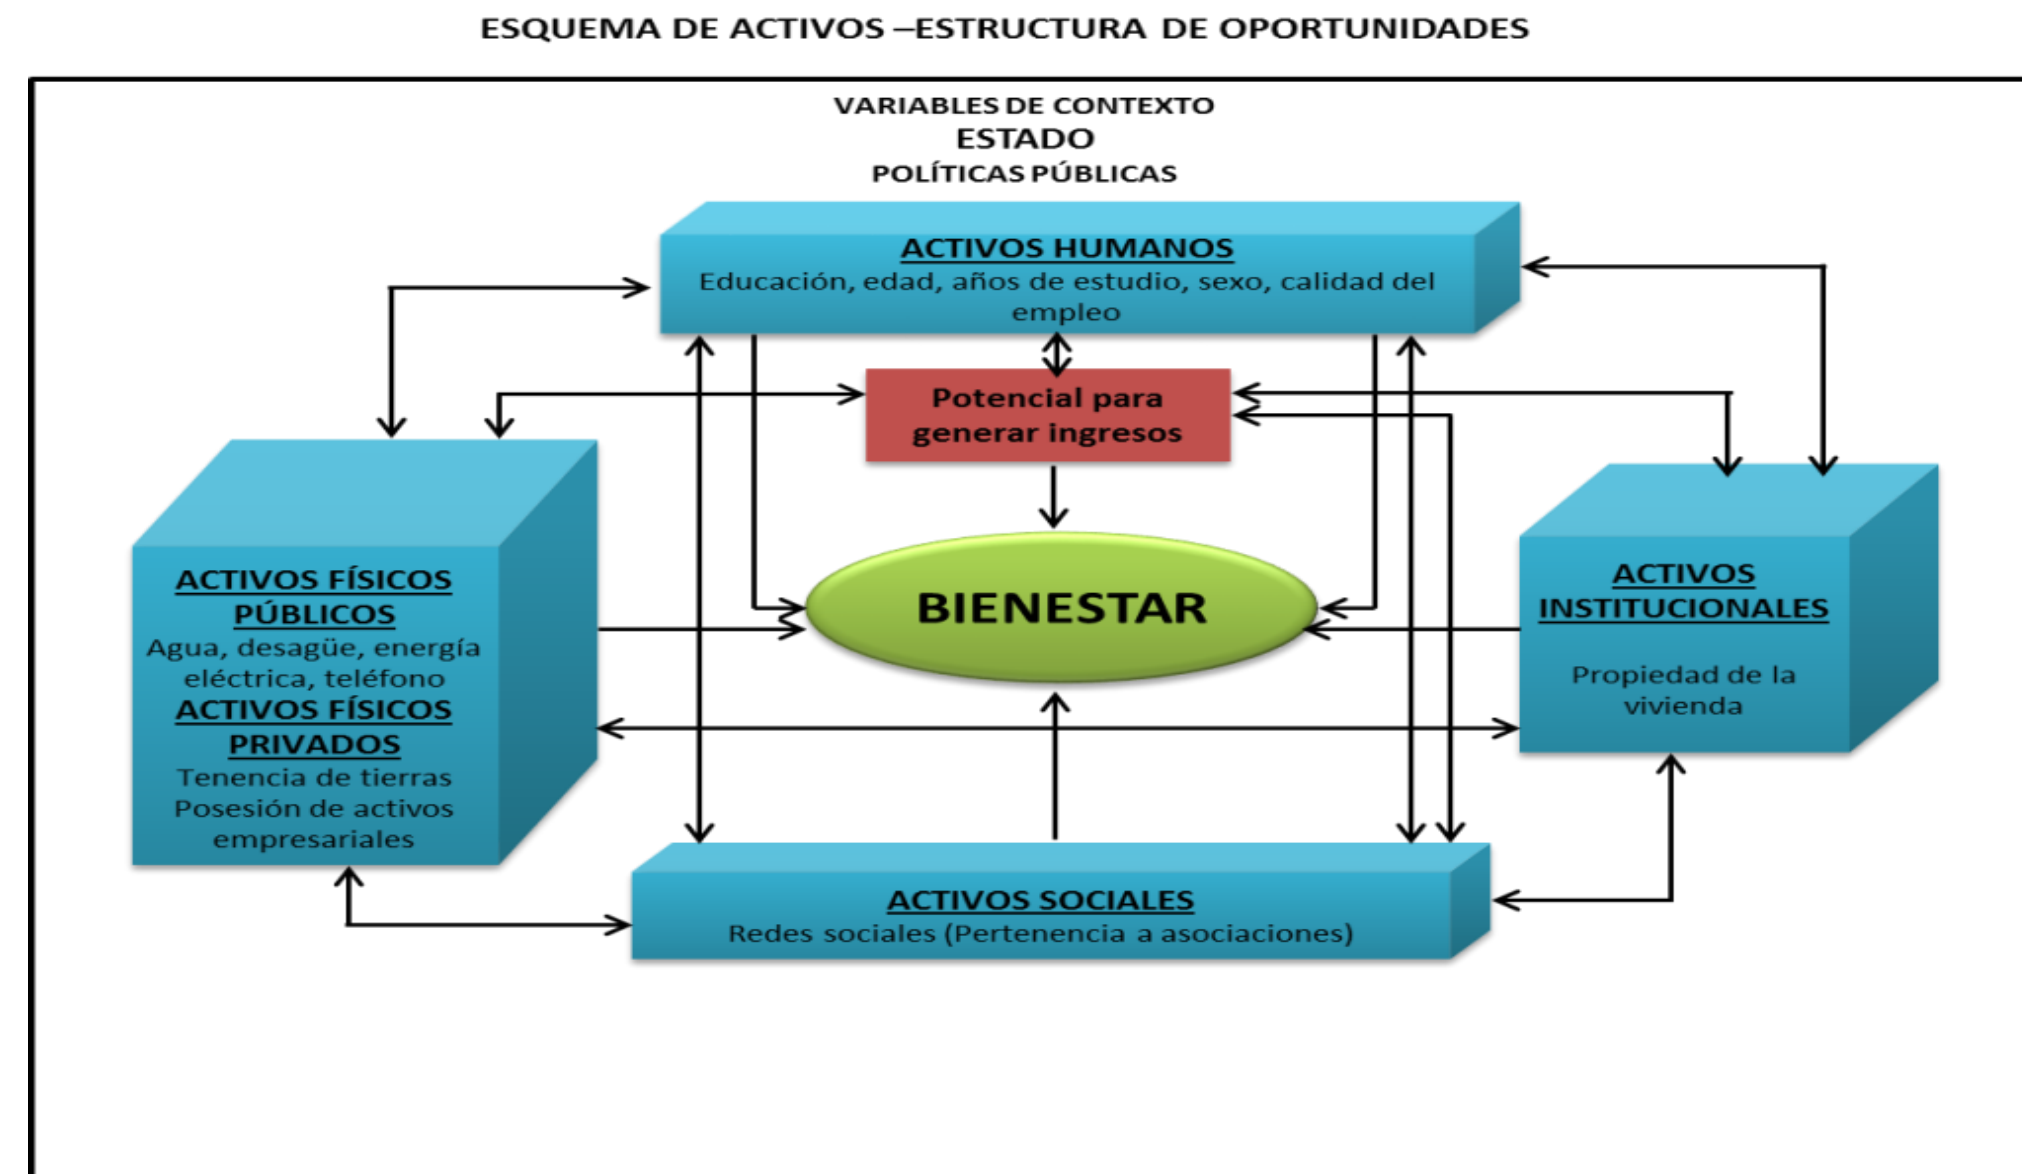 ESQUEMA DE ACTIVOS –ESTRUCTURA DE OPORTUNIDADES
VARIABLES DE CONTEXTO
ESTADO
POLÍTICAS PÚBLICAS
ACTIVOS HUMANOS
Educación, edad, años de estudio, sexo, calidad del
empleo
Potencial para
generar ingresos
BIENESTAR
ACTIVOS FÍSICOS
PÚBLICOS
Agua, desagüe, energía
eléctrica, teléfono
ACTIVOS FÍSICOS
PRIVADOS
Tenencia de tierras
Posesión de activos
empresariales
ACTIVOS
INSTITUCIONALES
Propiedad de la
vivienda
ACTIVOS SOCIALES
Redes sociales (Pertenencia a asociaciones)